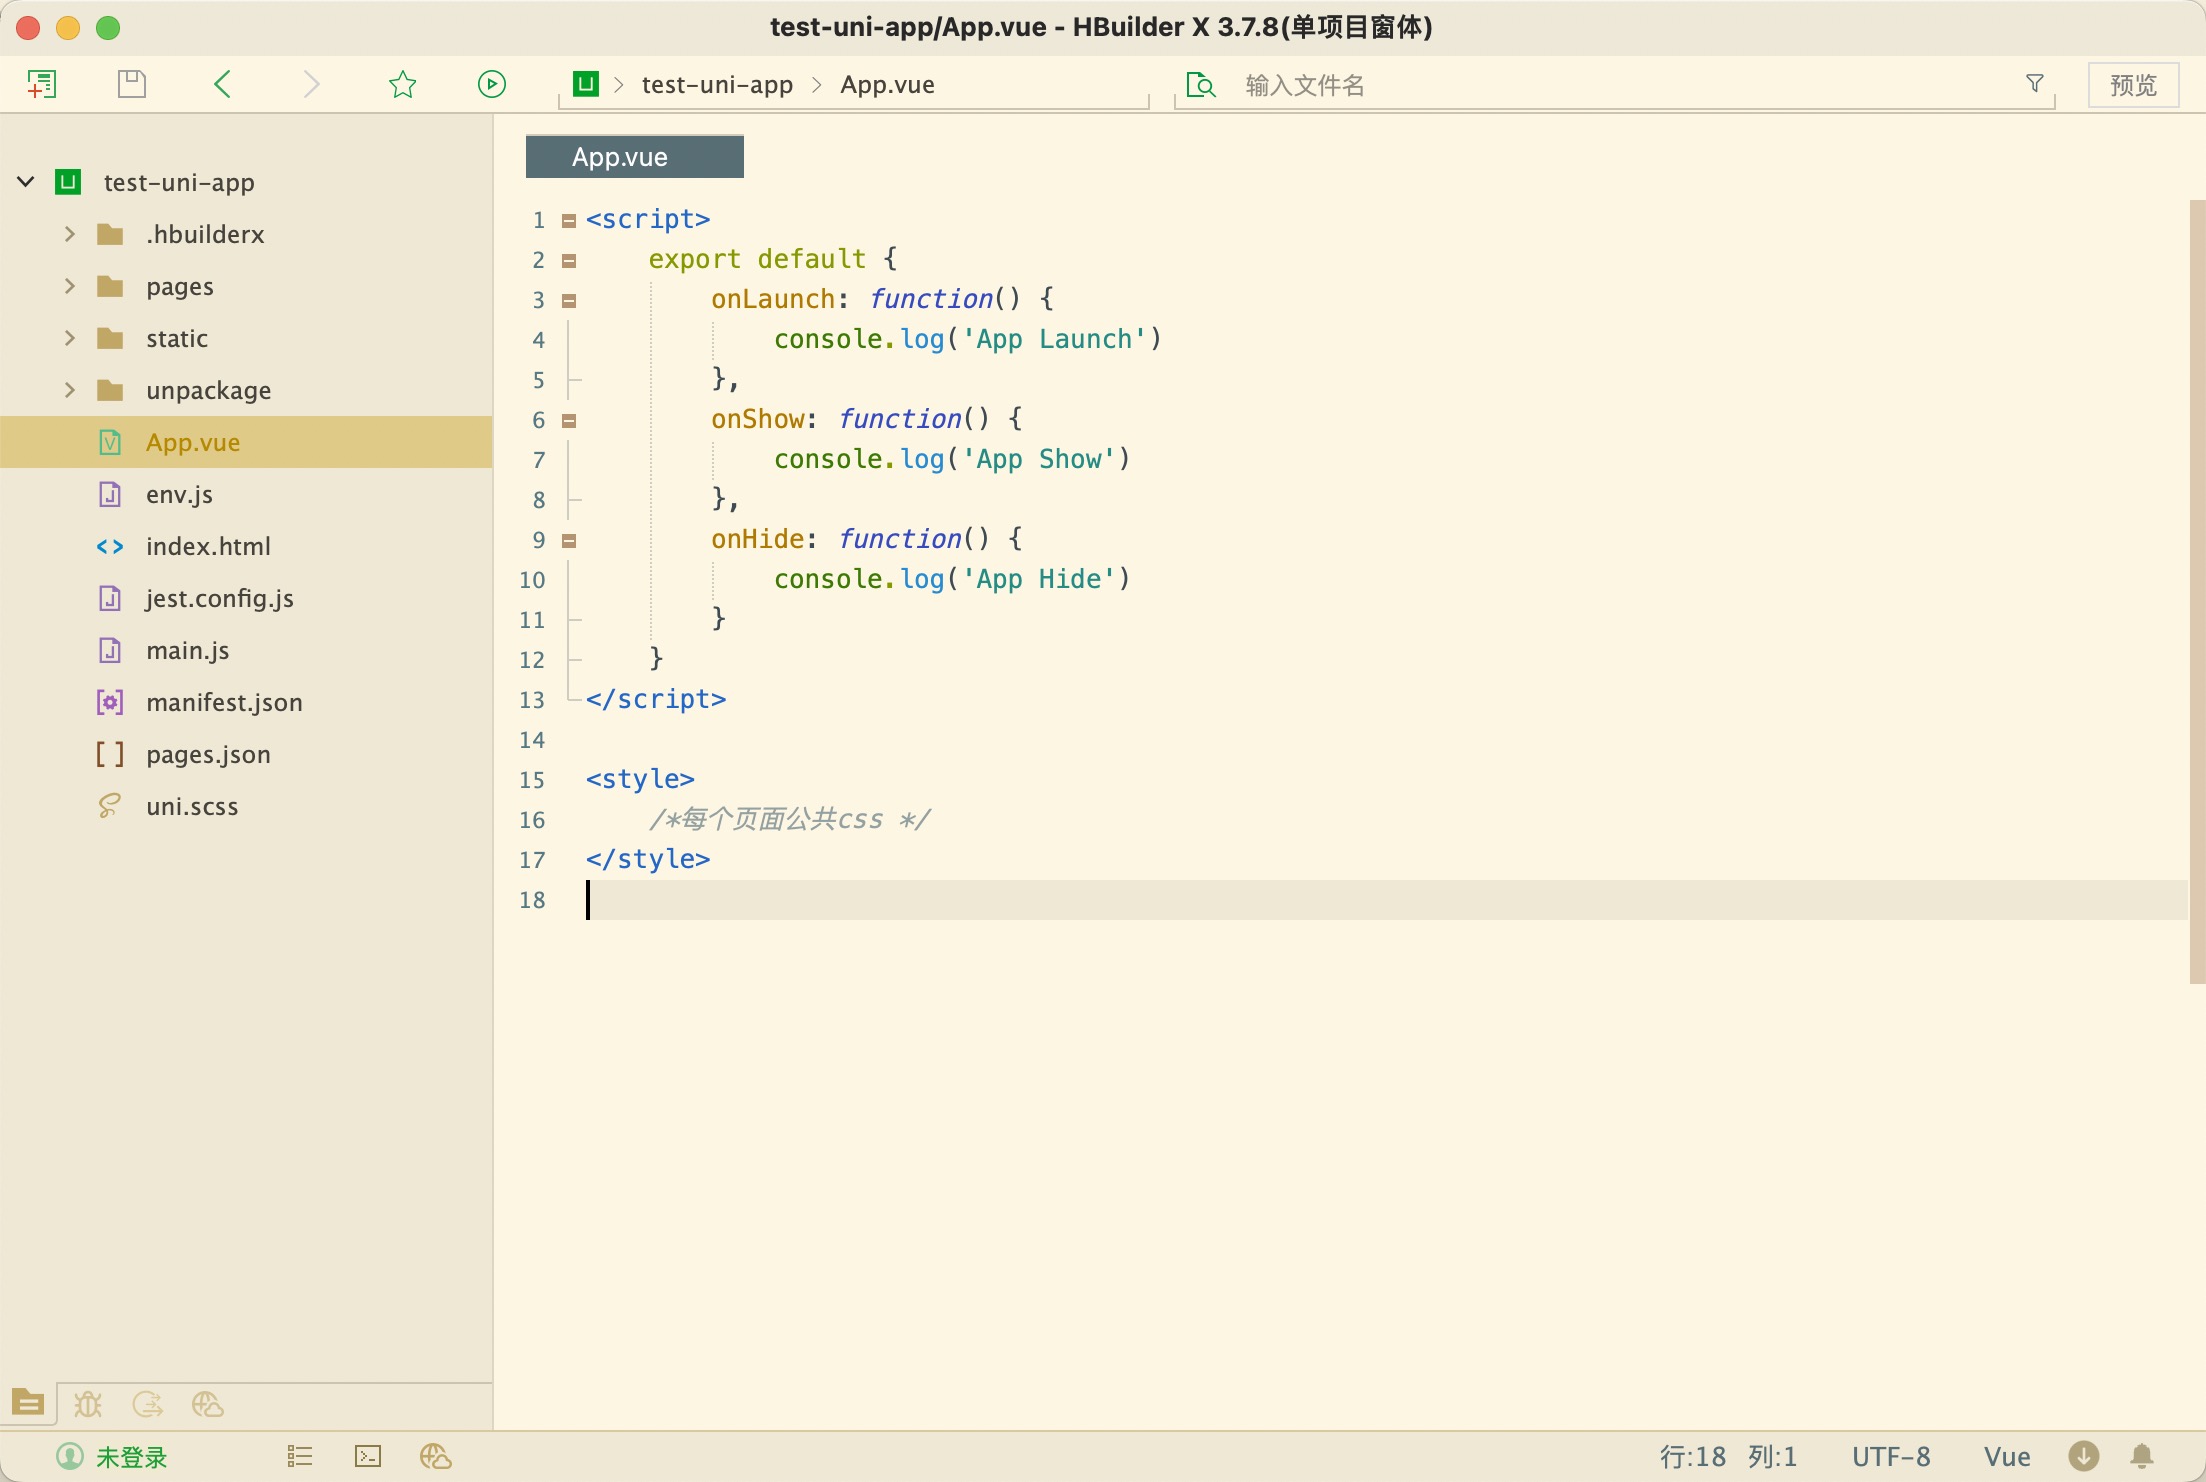 test-uni-app/App.vue - HBuilder X 3.7.8(单项目窗体)
test-uni-app
App.vue
输入文件名
预览
test-uni-app
.hbuilderx
pages
static
unpackage
App.vue
env.js
index.html
jest.config.js
main.js
manifest.json
pages.json
uni.scss
App.vue
1 <script>
2     export default {
3         onLaunch: function() {
4             console.log('App Launch')
5         },
6         onShow: function() {
7             console.log('App Show')
8         },
9         onHide: function() {
10             console.log('App Hide')
11         }
12     }
13 </script>
14
15 <style>
16     /*每个页面公共css */
17 </style>
18
未登录
行:18 列:1 UTF-8 Vue